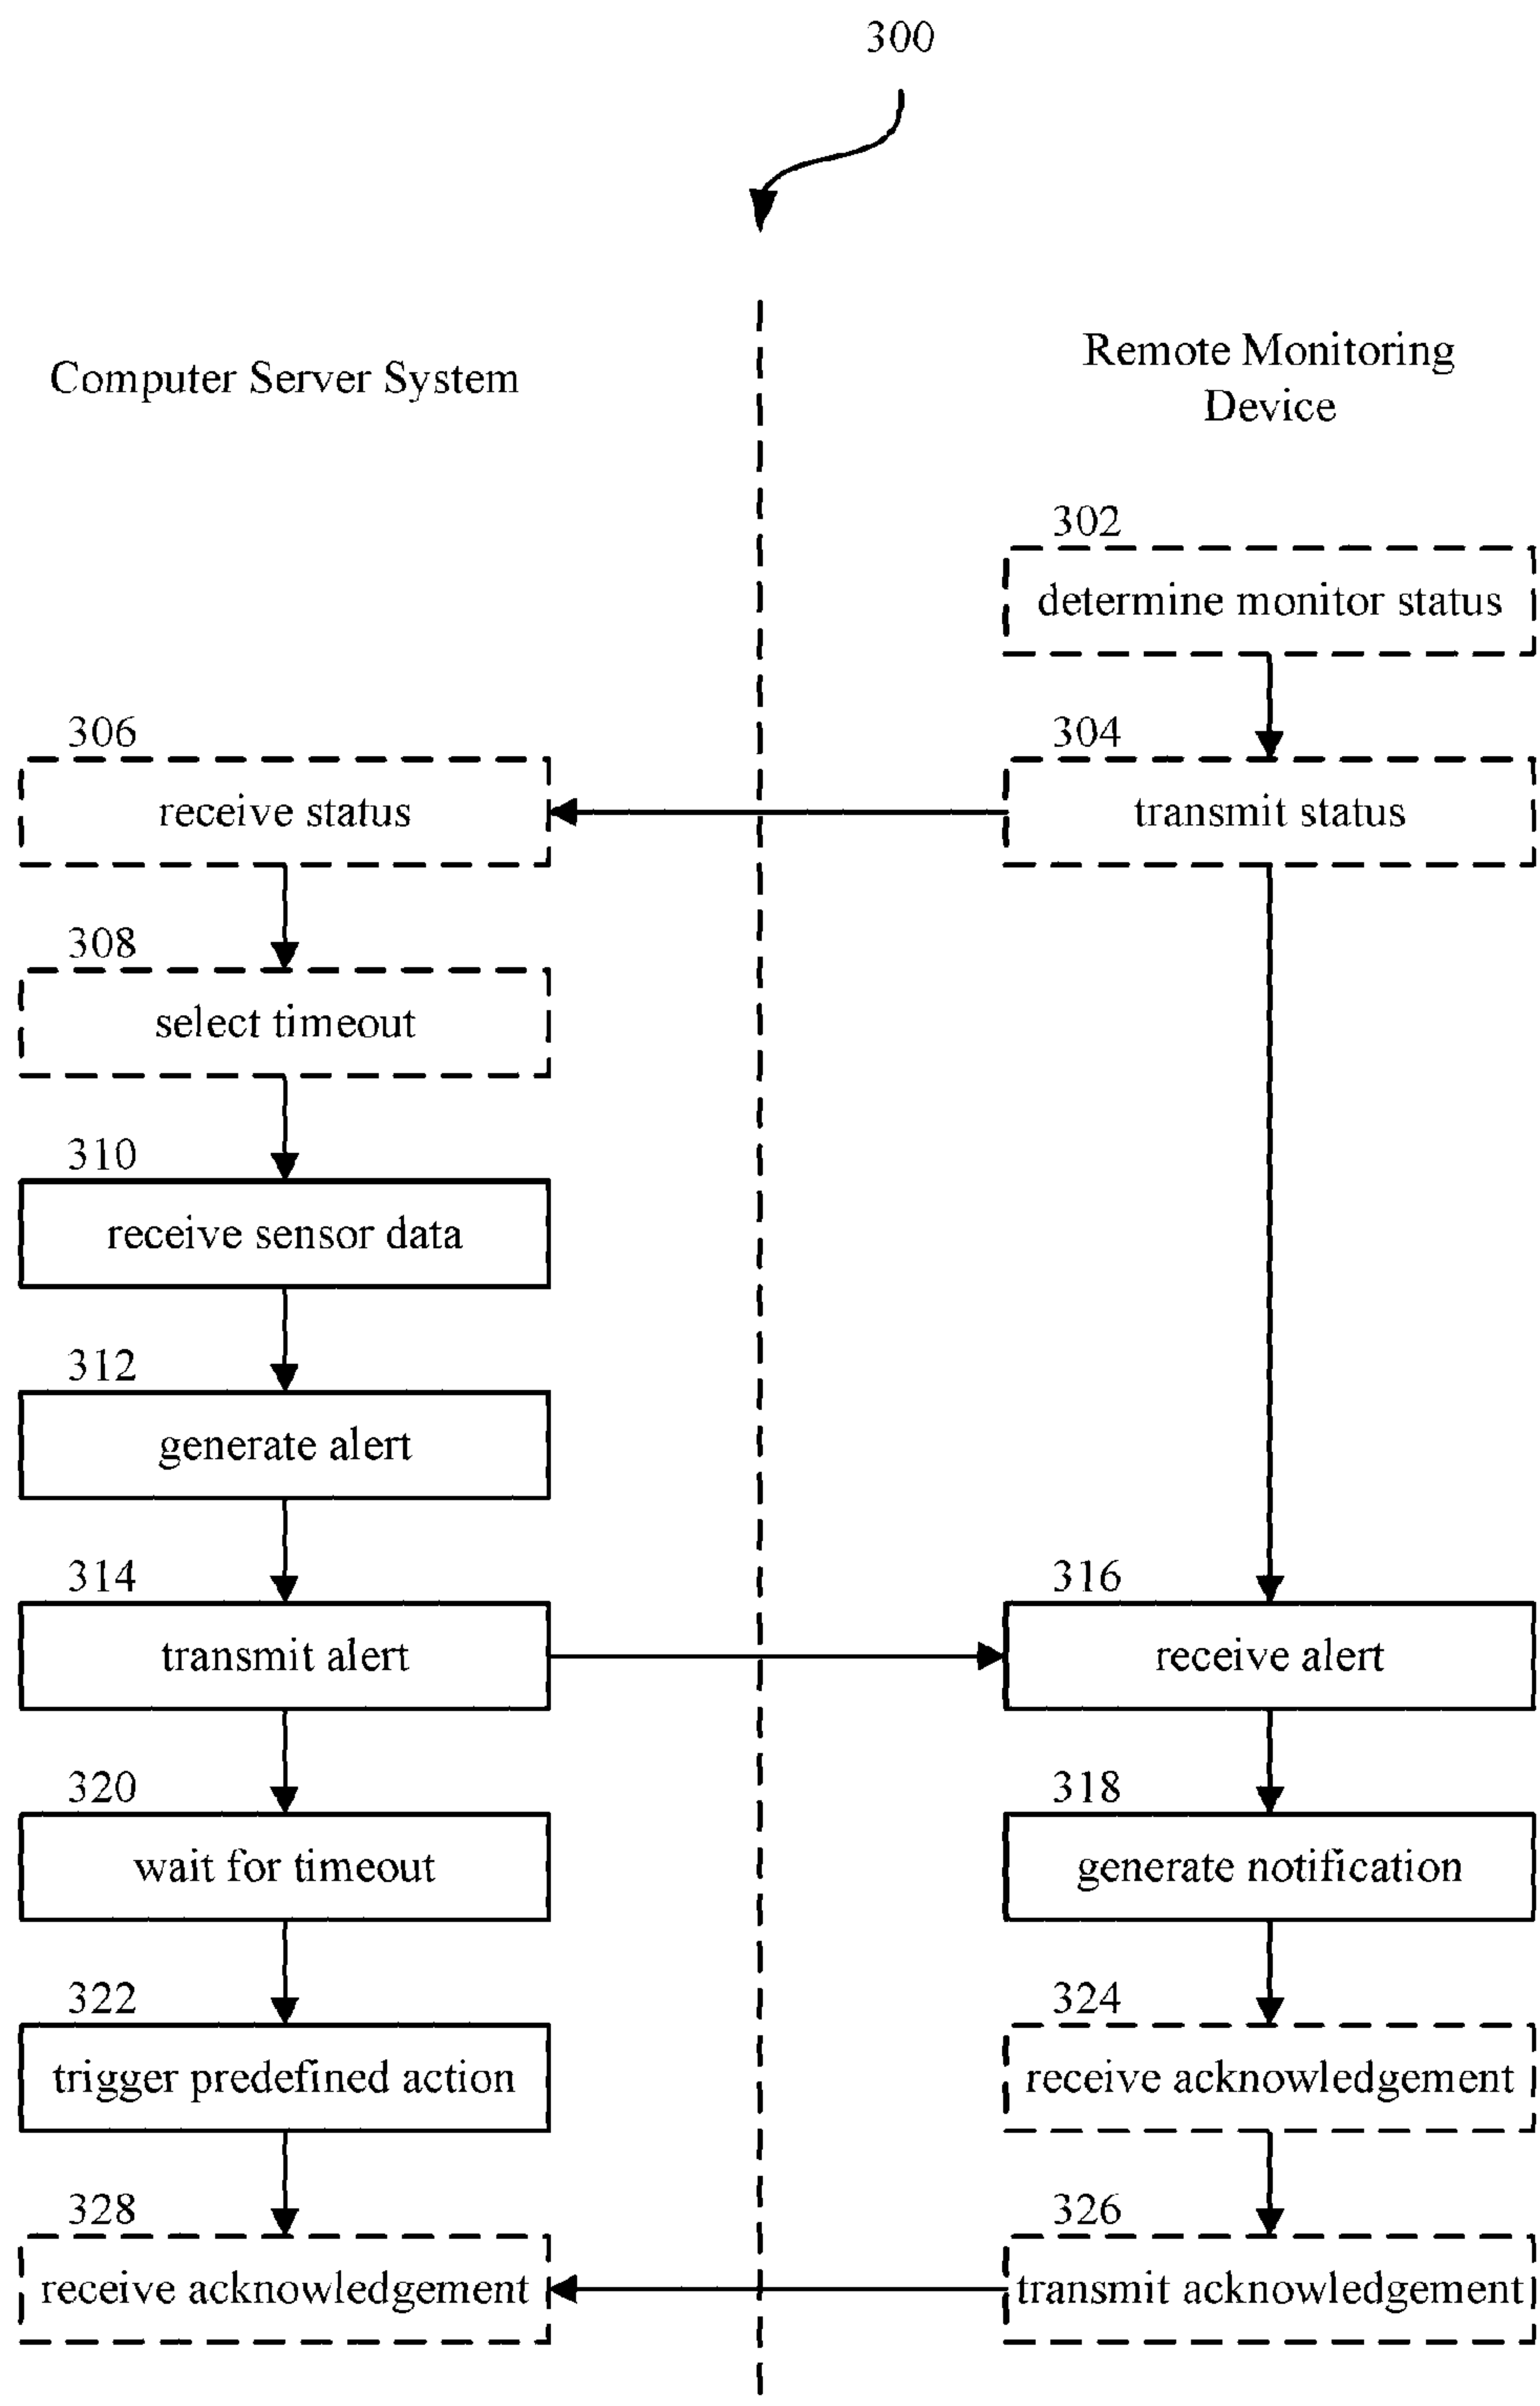 300
Computer Server System
Remote Monitoring
Device
302
determine monitor status
306
receive status
304
transmit status
308
select timeout
310
receive sensor data
312
generate alert
314
transmit alert
316
receive alert
320
wait for timeout
318
generate notification
322
trigger predefined action
324
receive acknowledgement
328
receive acknowledgement
326
transmit acknowledgement